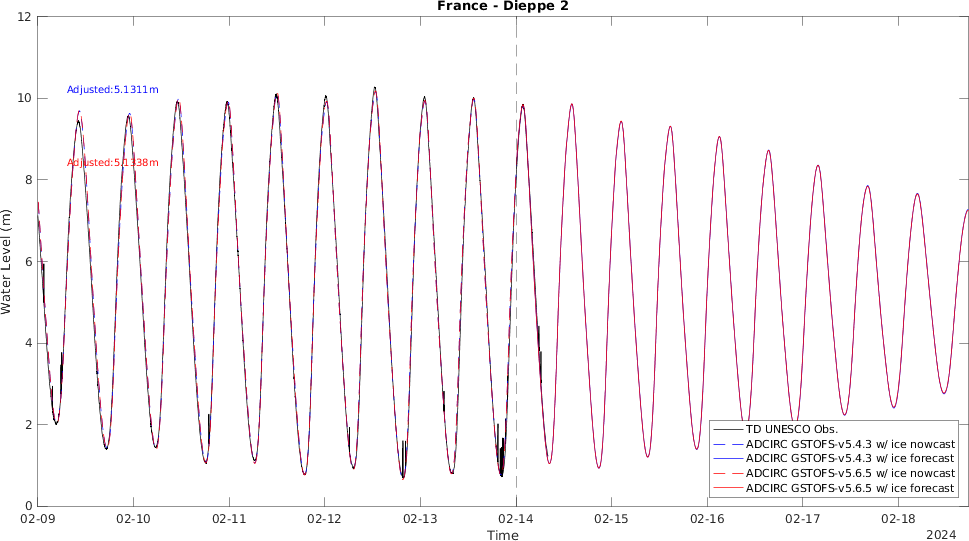 France - Dieppe 2
12
10
8
6
4
2
0
Water Level (m)
Adjusted:5.1311m
Adjusted:5.1338m
TD UNESCO Obs.
ADCIRC GSTOFS-v5.4.3 w/ ice nowcast
ADCIRC GSTOFS-v5.4.3 w/ ice forecast
ADCIRC GSTOFS-v5.6.5 w/ ice nowcast
ADCIRC GSTOFS-v5.6.5 w/ ice forecast
02-09 02-10 02-11 02-12 02-13 02-14 02-15 02-16 02-17 02-18
Time
2024